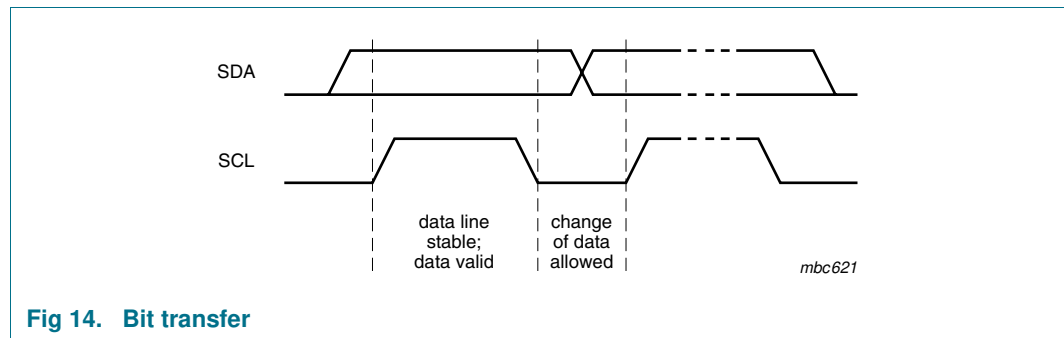 SDA
SCL
data line
stable;
data valid
change
of data
allowed
mbc621
Fig 14. Bit transfer